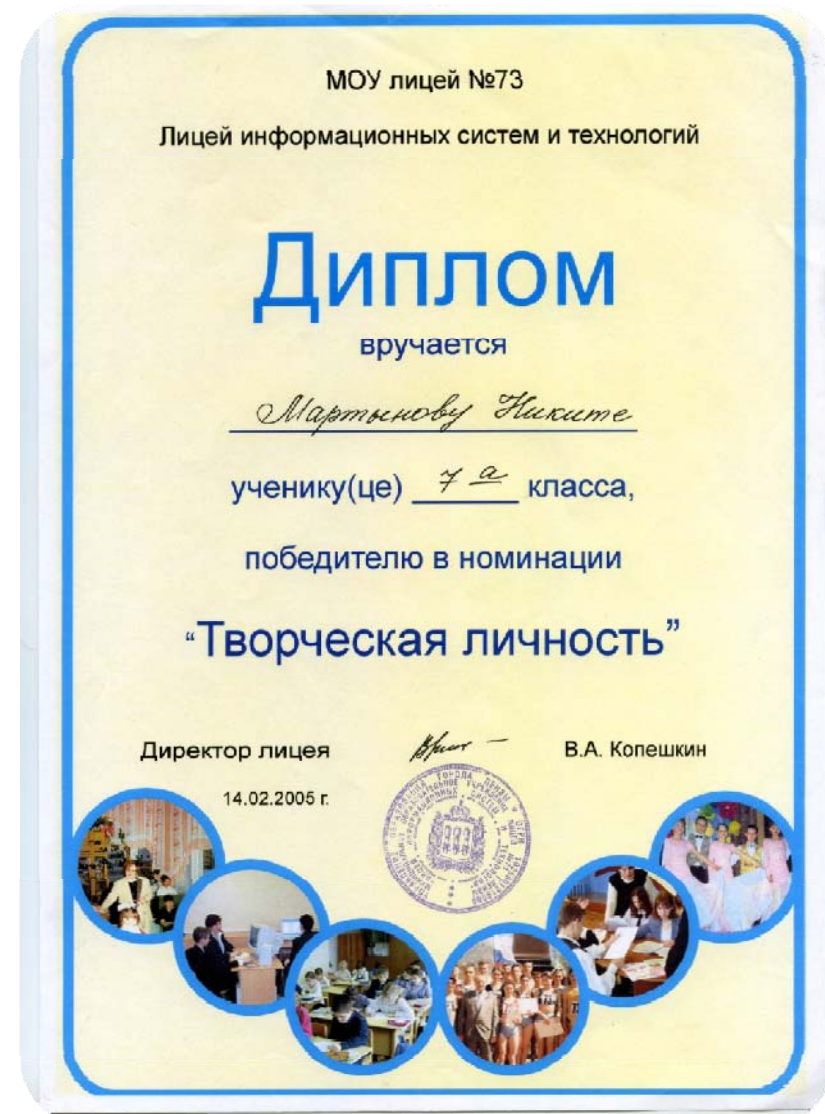 МОУ лицей №73
Лицей информационных систем и технологий
Диплом
вручается
Мартынову Никите
ученику(це) 7 а класса,
победителю в номинации
“Творческая личность”
Директор лицея В.А. Копешкин
14.02.2005 г.